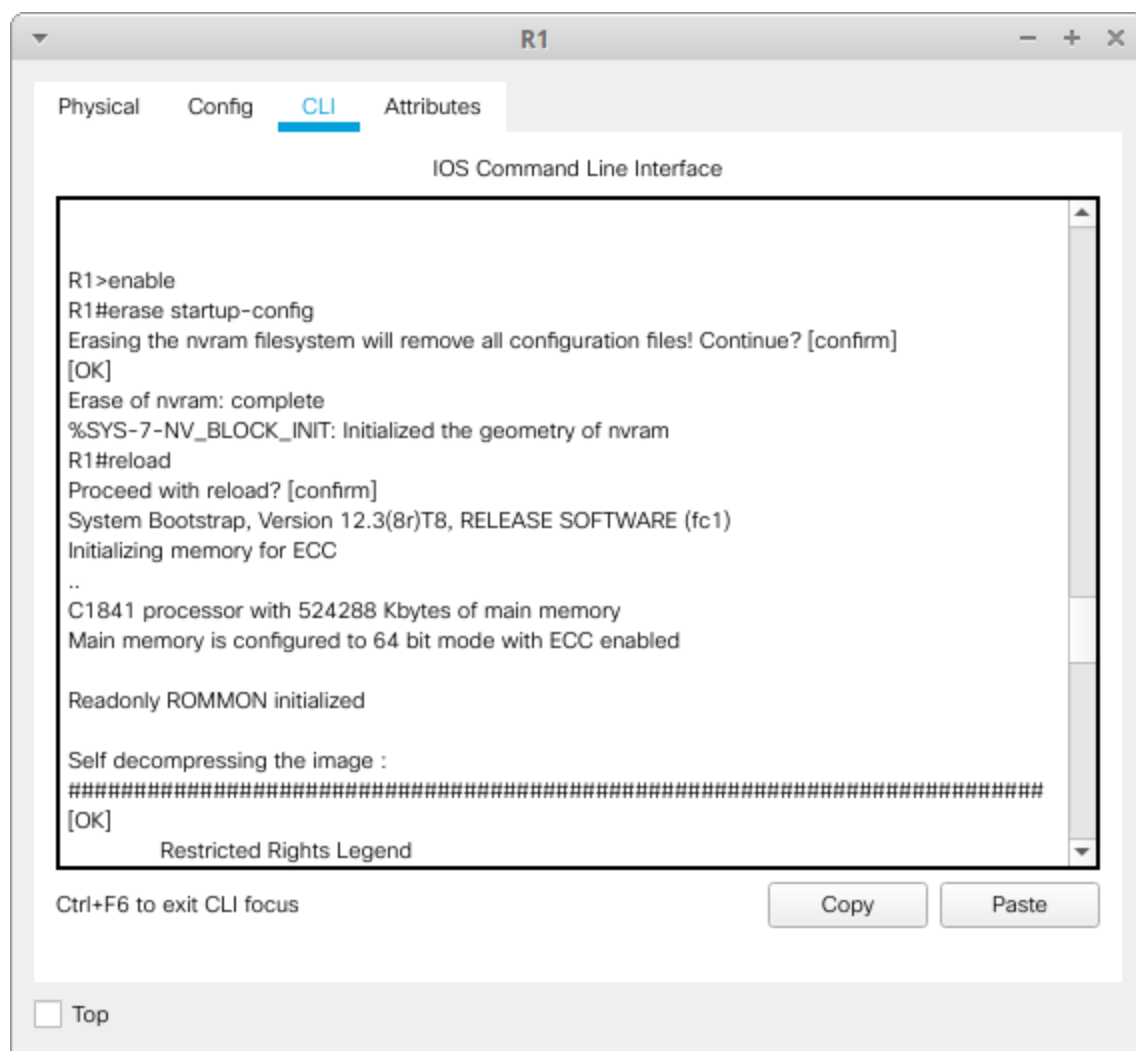 R1
Physical Config CLI Attributes
IOS Command Line Interface
R1>enable
R1#erase startup-config
Erasing the nvram filesystem will remove all configuration files! Continue? [confirm]
[OK]
Erase of nvram: complete
%SYS-7-NV_BLOCK_INIT: Initialized the geometry of nvram
R1#reload
Proceed with reload? [confirm]
System Bootstrap, Version 12.3(8r)T8, RELEASE SOFTWARE (fc1)
Initializing memory for ECC
..
C1841 processor with 524288 Kbytes of main memory
Main memory is configured to 64 bit mode with ECC enabled
Readonly ROMMON initialized
Self decompressing the image :
##########################################################################
[OK]
Restricted Rights Legend
Ctrl+F6 to exit CLI focus
Copy Paste
Top